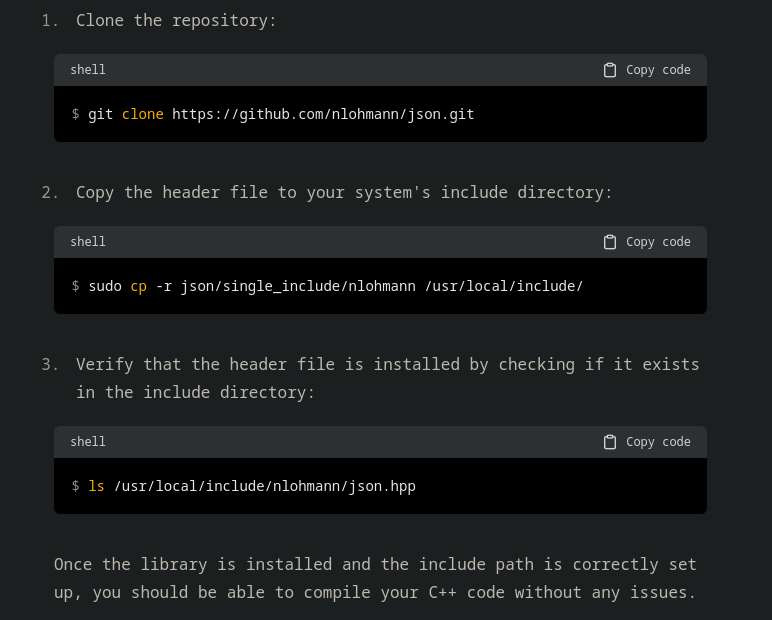 1. Clone the repository:
shell
Copy code
$ git clone https://github.com/nlohmann/json.git
2. Copy the header file to your system's include directory:
shell
Copy code
$ sudo cp -r json/single_include/nlohmann /usr/local/include/
3. Verify that the header file is installed by checking if it exists
in the include directory:
shell
Copy code
$ ls /usr/local/include/nlohmann/json.hpp
Once the library is installed and the include path is correctly set
up, you should be able to compile your C++ code without any issues.